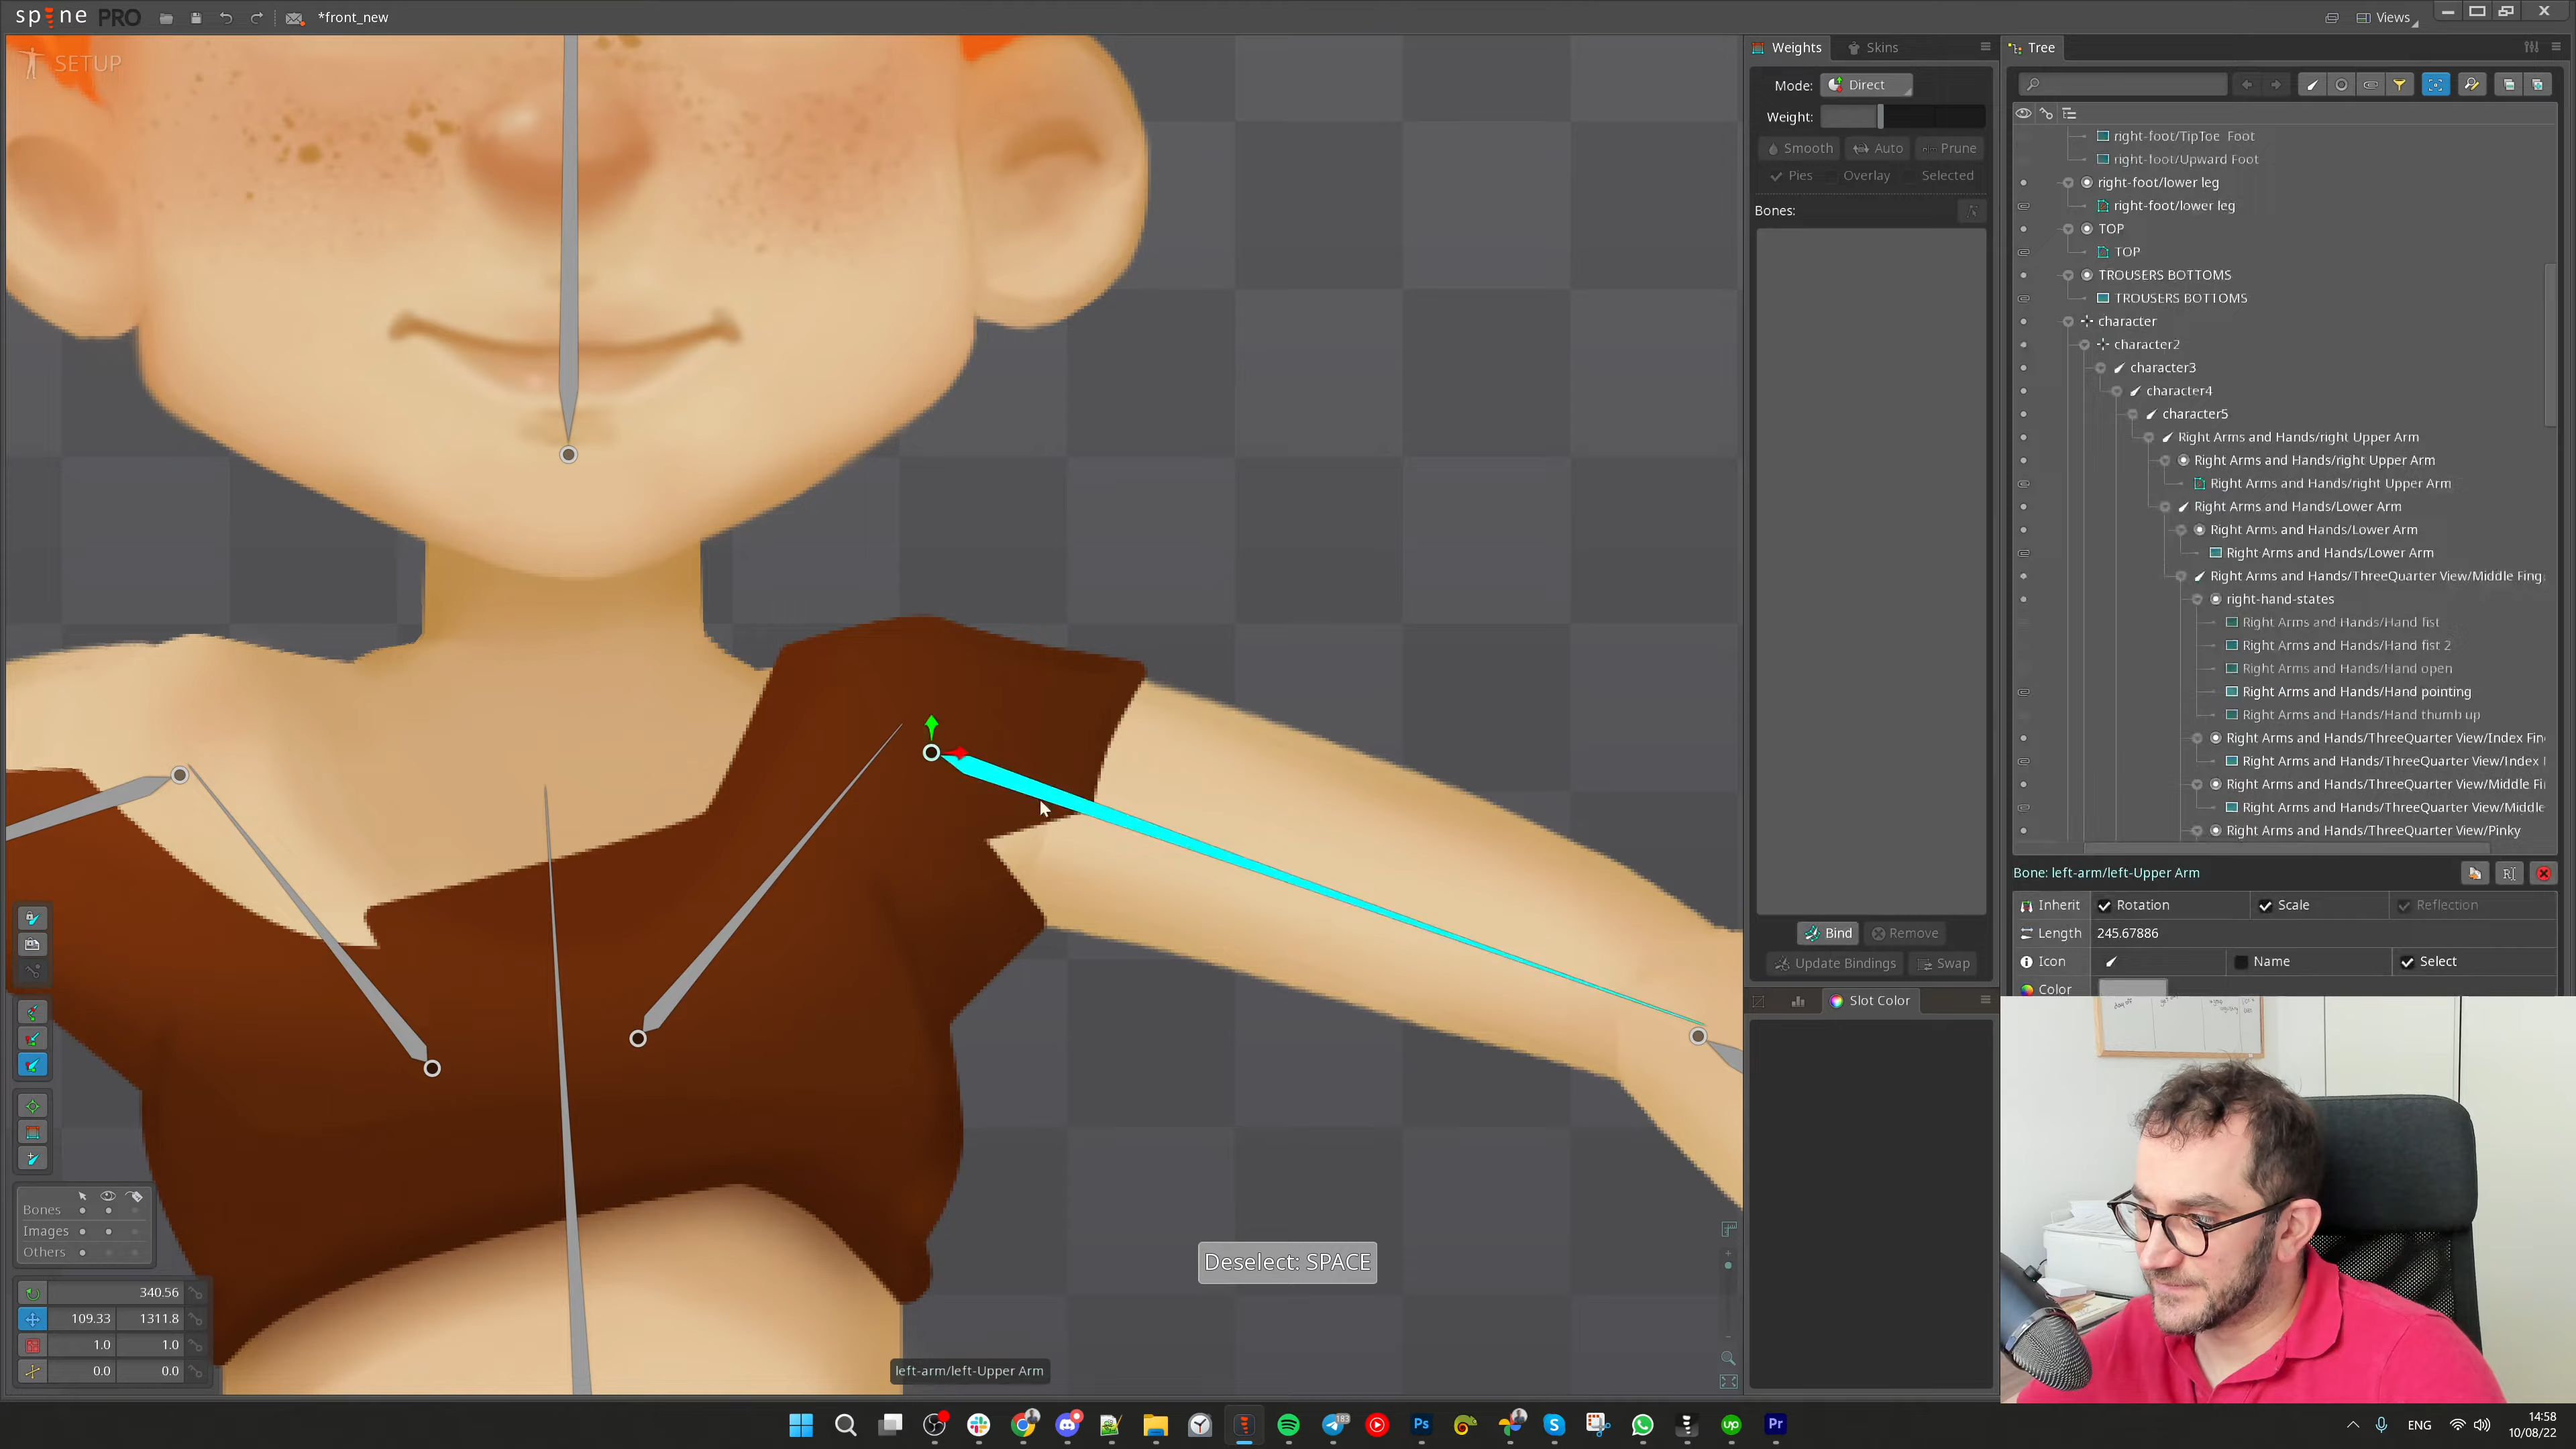 spine PRO
*front_new
Views
SETUP
Weights
Skins
Tree
Mode:
Direct
Weight:
Smooth
Auto
Prune
Pies
Overlay
Selected
Bones:
right-foot/TipToe Foot
right-foot/Upward Foot
right-foot/lower leg
right-foot/lower leg
TOP
TOP
TROUSERS BOTTOMS
TROUSERS BOTTOMS
character
character2
character3
character4
character5
Right Arms and Hands/right Upper Arm
Right Arms and Hands/right Upper Arm
Right Arms and Hands/right Upper Arm
Right Arms and Hands/Lower Arm
Right Arms and Hands/Lower Arm
Right Arms and Hands/Lower Arm
Right Arms and Hands/ThreeQuarter View/Middle Fing
right-hand-states
Right Arms and Hands/Hand fist
Right Arms and Hands/Hand fist 2
Right Arms and Hands/Hand open
Right Arms and Hands/Hand pointing
Right Arms and Hands/Hand thumb up
Right Arms and Hands/ThreeQuarter View/Index Fin
Right Arms and Hands/ThreeQuarter View/Index
Right Arms and Hands/ThreeQuarter View/Middle Fi
Right Arms and Hands/ThreeQuarter View/Middle
Right Arms and Hands/ThreeQuarter View/Pinky
Bone: left-arm/left-Upper Arm
Inherit
Rotation
Scale
Reflection
Length
245.67886
Icon
Name
Select
Color
Bind
Remove
Update Bindings
Swap
Slot Color
Bones
Images
Others
340.56
109.33
1311.8
1.0
1.0
0.0
0.0
Deselect: SPACE
left-arm/left-Upper Arm
183
Ps
S
up
Pr
ENG
14:58
10/08/22